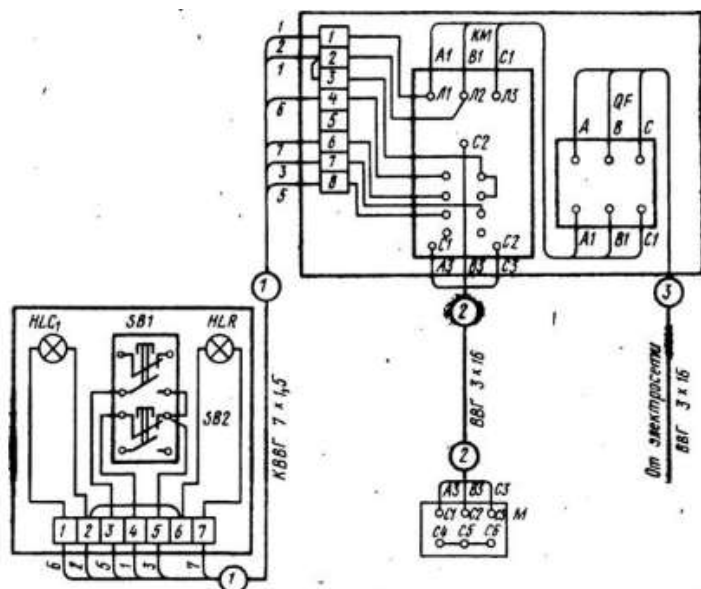 КМ
A1 B1 C1
1 1
2 2
1 3
6 4
5
1 6
3 7
5 8
Л1 Л2 Л3
C2
C1 C2
A3 B3 C3
QF
A B C
A1 B1 C1
1
2
3
HLC1 SB1 HLR
SB2
КВВГ 7 x 1,5
ВВГ 3 x 16
От электросети
ВВГ 3 x 16
2
A3 B3 C3
C1 C2 C3 M
C4 C5 C6
1 2 3 4 5 6 7
6 2 5 1 3 7
1